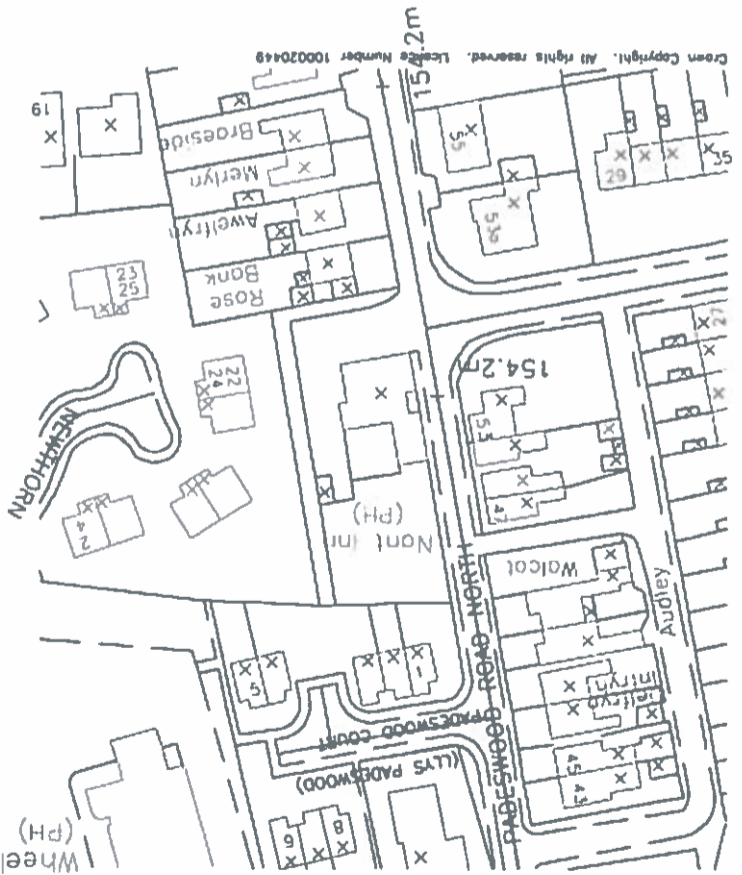 Crown Copyright. All rights reserved. Licence Number 100020449
154.2m
19
Braeside
Merlyn
Awelfryn
Rose
Bank
23
25
22
24
NEWTHORN
2
4
55
53a
29
35
27
154.2m
53
47
Nant Inn
(PH)
Walcot
Audley
PADESWOOD ROAD NORTH
45
43
5
1
PADESWOOD COURT
(LLYS PADESWOOD)
6
8
Wheel
(PH)